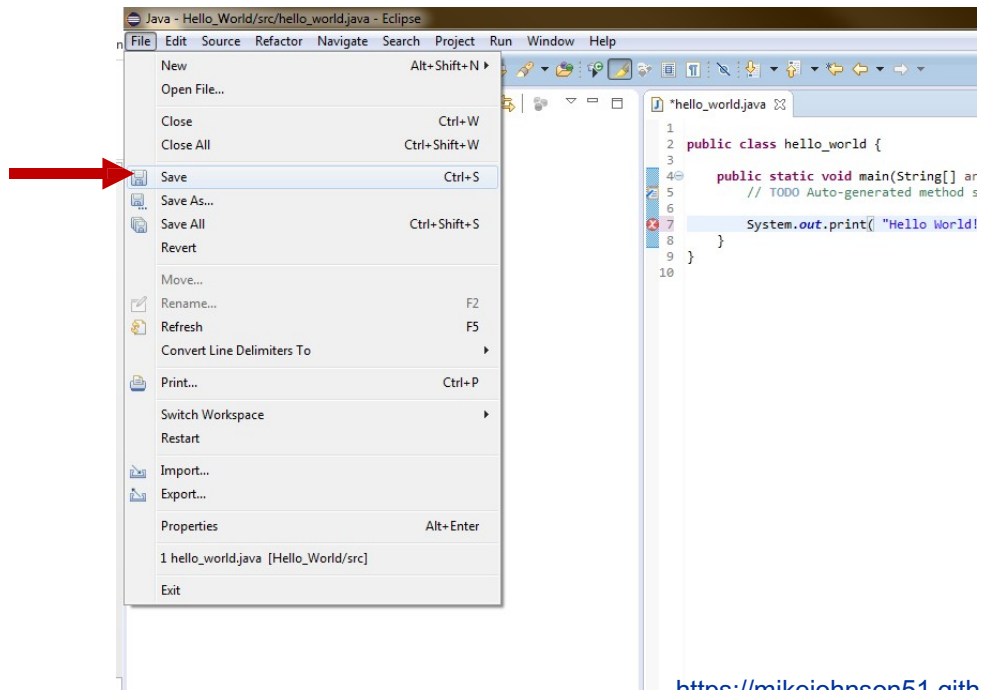 Java - Hello_World/src/hello_world.java - Eclipse
File Edit Source Refactor Navigate Search Project Run Window Help
New Alt+Shift+N
Open File...
Close Ctrl+W
Close All Ctrl+Shift+W
Save Ctrl+S
Save As...
Save All Ctrl+Shift+S
Revert
Move...
Rename... F2
Refresh F5
Convert Line Delimiters To
Print... Ctrl+P
Switch Workspace
Restart
Import...
Export...
Properties Alt+Enter
1 hello_world.java [Hello_World/src]
Exit
*hello_world.java
1
2 public class hello_world {
3
4 public static void main(String[] ar
5 // TODO Auto-generated method s
6
7 System.out.print( "Hello World!
8 }
9 }
10
https://mikejohnson51.gith